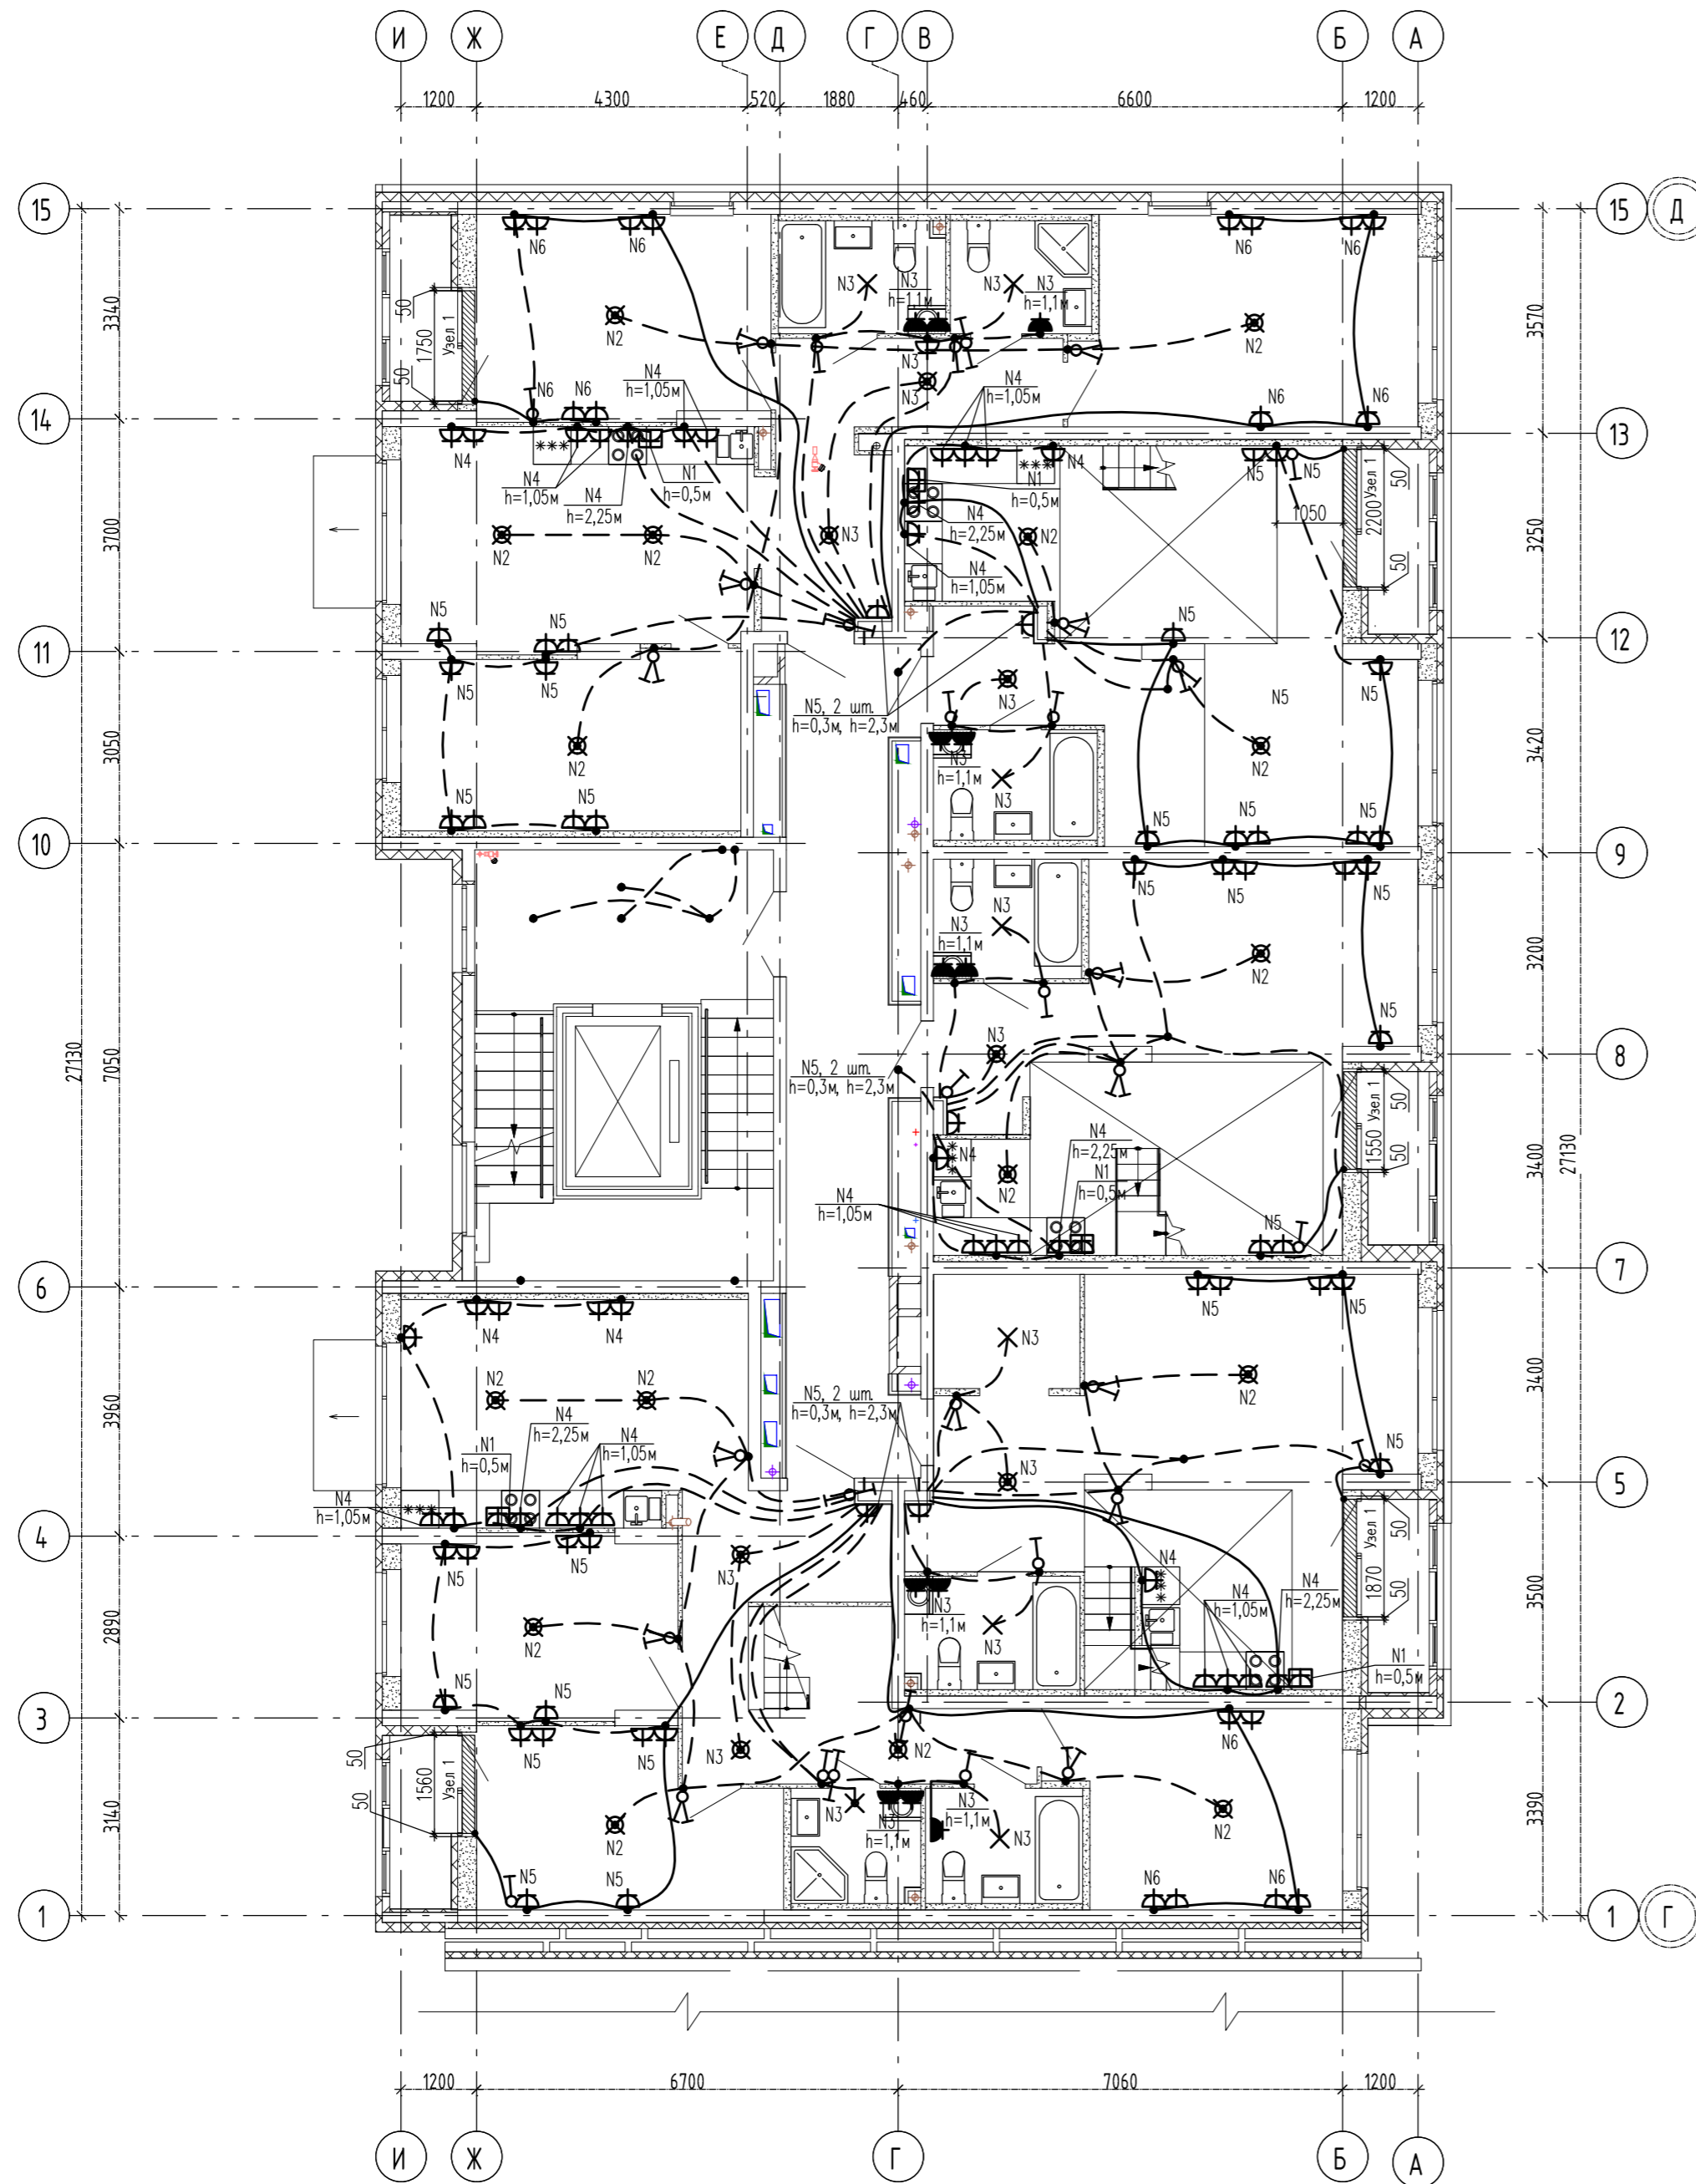 И Ж Е Д Г В Б А
1200 4300 520 1880 460 6600 1200
15 15 Д
N6 N6 N6 N6
N3 N3 N3 N3
h=1,1м h=1,1м
50
3340 1750 Узел 1 N2 N2 3570
50
N3
N4
h=1,05м
N6 N6
N4
h=1,05м
N6 N6
14 13
N4 N4 N5 N5
N4
h=1,05м
N1
h=0,5м
N4
h=2,25м
N1
h=0,5м
50
2200 Узел 1
1050
50
3700 3250
N4
h=2,25м
N2 N2 N3 N2
N4
h=1,05м
N5 N5 N5
11 12
N5 N5 N5 N5
N3
N5, 2 шт.
h=0,3м, h=2,3м
3050 3420
N2 N2
N3
h=1,1м
N3
N5 N5 N5 N5 N5
10 9
N5 N5 N5
N3
N3
h=1,1м
N2
3200
27130 7050
N5
N3
8
N5, 2 шт.
h=0,3м, h=2,3м
50
1550 Узел 1
50
3400 27130
N4
N4
h=2,25м
N2
N1
h=0,5м
N4
h=1,05м
N5
6 7
N4 N4 N5 N5
N3
N2 N2 N2
3960 3400
N5, 2 шт.
h=0,3м, h=2,3м
N4
h=2,25м
N1
h=0,5м
N4
h=1,05м
N5
N3
N4
h=1,05м
5
4
N5 N5 N3
50
1870 Узел 1
50
N4
N4
h=1,05м
N4
h=2,25м
3500
2890
N2
N3
h=1,1м
N3
N1
h=0,5м
N5 N5
3 2
N5 N5 N3 N2 N6
50
1560 Узел 1
50
3140 3390
N2
N3
N3
h=1,1м
N3
h=1,1м
N3
N2
N5 N5 N6 N6
1 1 Г
1200 6700 7060 1200
И Ж Г Б А